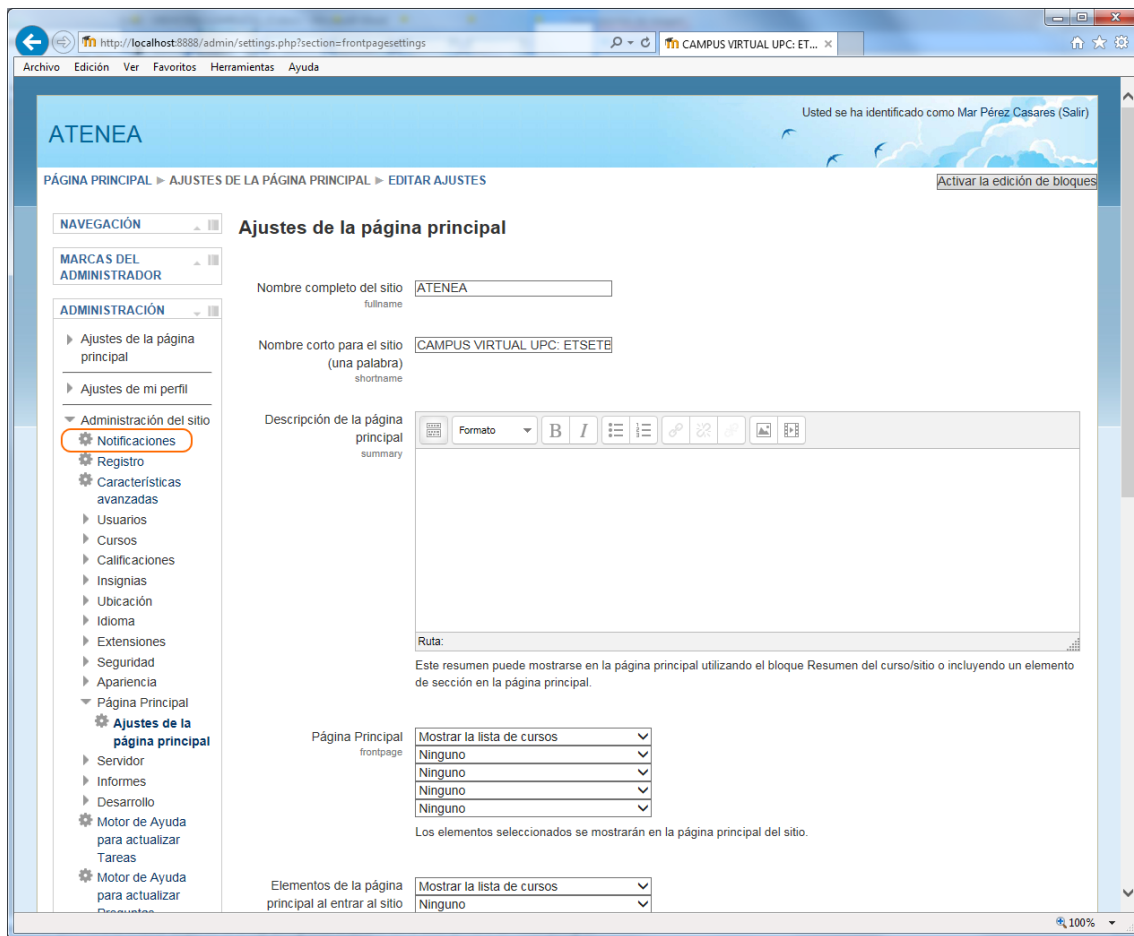 http://localhost:8888/admin/settings.php?section=frontpagesettings
CAMPUS VIRTUAL UPC: ET...
Archivo Edición Ver Favoritos Herramientas Ayuda
Usted se ha identificado como Mar Pérez Casares (Salir)
ATENEA
PÁGINA PRINCIPAL ► AJUSTES DE LA PÁGINA PRINCIPAL ► EDITAR AJUSTES
Activar la edición de bloques
NAVEGACIÓN
MARCAS DEL
ADMINISTRADOR
ADMINISTRACIÓN
Ajustes de la página
principal
Ajustes de mi perfil
Administración del sitio
Notificaciones
Registro
Características
avanzadas
Usuarios
Cursos
Calificaciones
Insignias
Ubicación
Idioma
Extensiones
Seguridad
Apariencia
Página Principal
Ajustes de la
página principal
Servidor
Informes
Desarrollo
Motor de Ayuda
para actualizar
Tareas
Motor de Ayuda
para actualizar
Preguntas
Ajustes de la página principal
Nombre completo del sitio
fullname
ATENEA
Nombre corto para el sitio
(una palabra)
shortname
CAMPUS VIRTUAL UPC: ETSETB
Descripción de la página
principal
summary
Formato
B I
Ruta:
Este resumen puede mostrarse en la página principal utilizando el bloque Resumen del curso/sitio o incluyendo un elemento
de sección en la página principal.
Página Principal
frontpage
Mostrar la lista de cursos
Ninguno
Ninguno
Ninguno
Ninguno
Los elementos seleccionados se mostrarán en la página principal del sitio.
Elementos de la página
principal al entrar al sitio
Mostrar la lista de cursos
Ninguno
100%